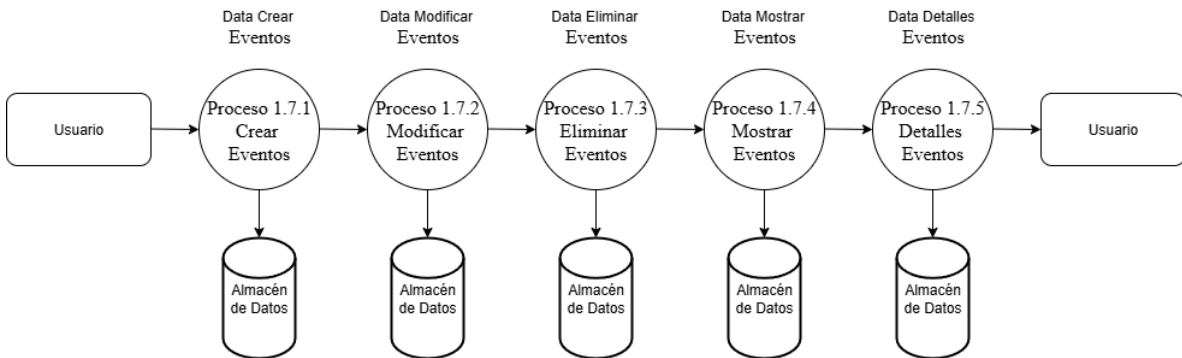 Data Crear
Eventos
Data Modificar
Eventos
Data Eliminar
Eventos
Data Mostrar
Eventos
Data Detalles
Eventos
Usuario
Proceso 1.7.1
Crear
Eventos
Proceso 1.7.2
Modificar
Eventos
Proceso 1.7.3
Eliminar
Eventos
Proceso 1.7.4
Mostrar
Eventos
Proceso 1.7.5
Detalles
Eventos
Usuario
Almacén
de Datos
Almacén
de Datos
Almacén
de Datos
Almacén
de Datos
Almacén
de Datos